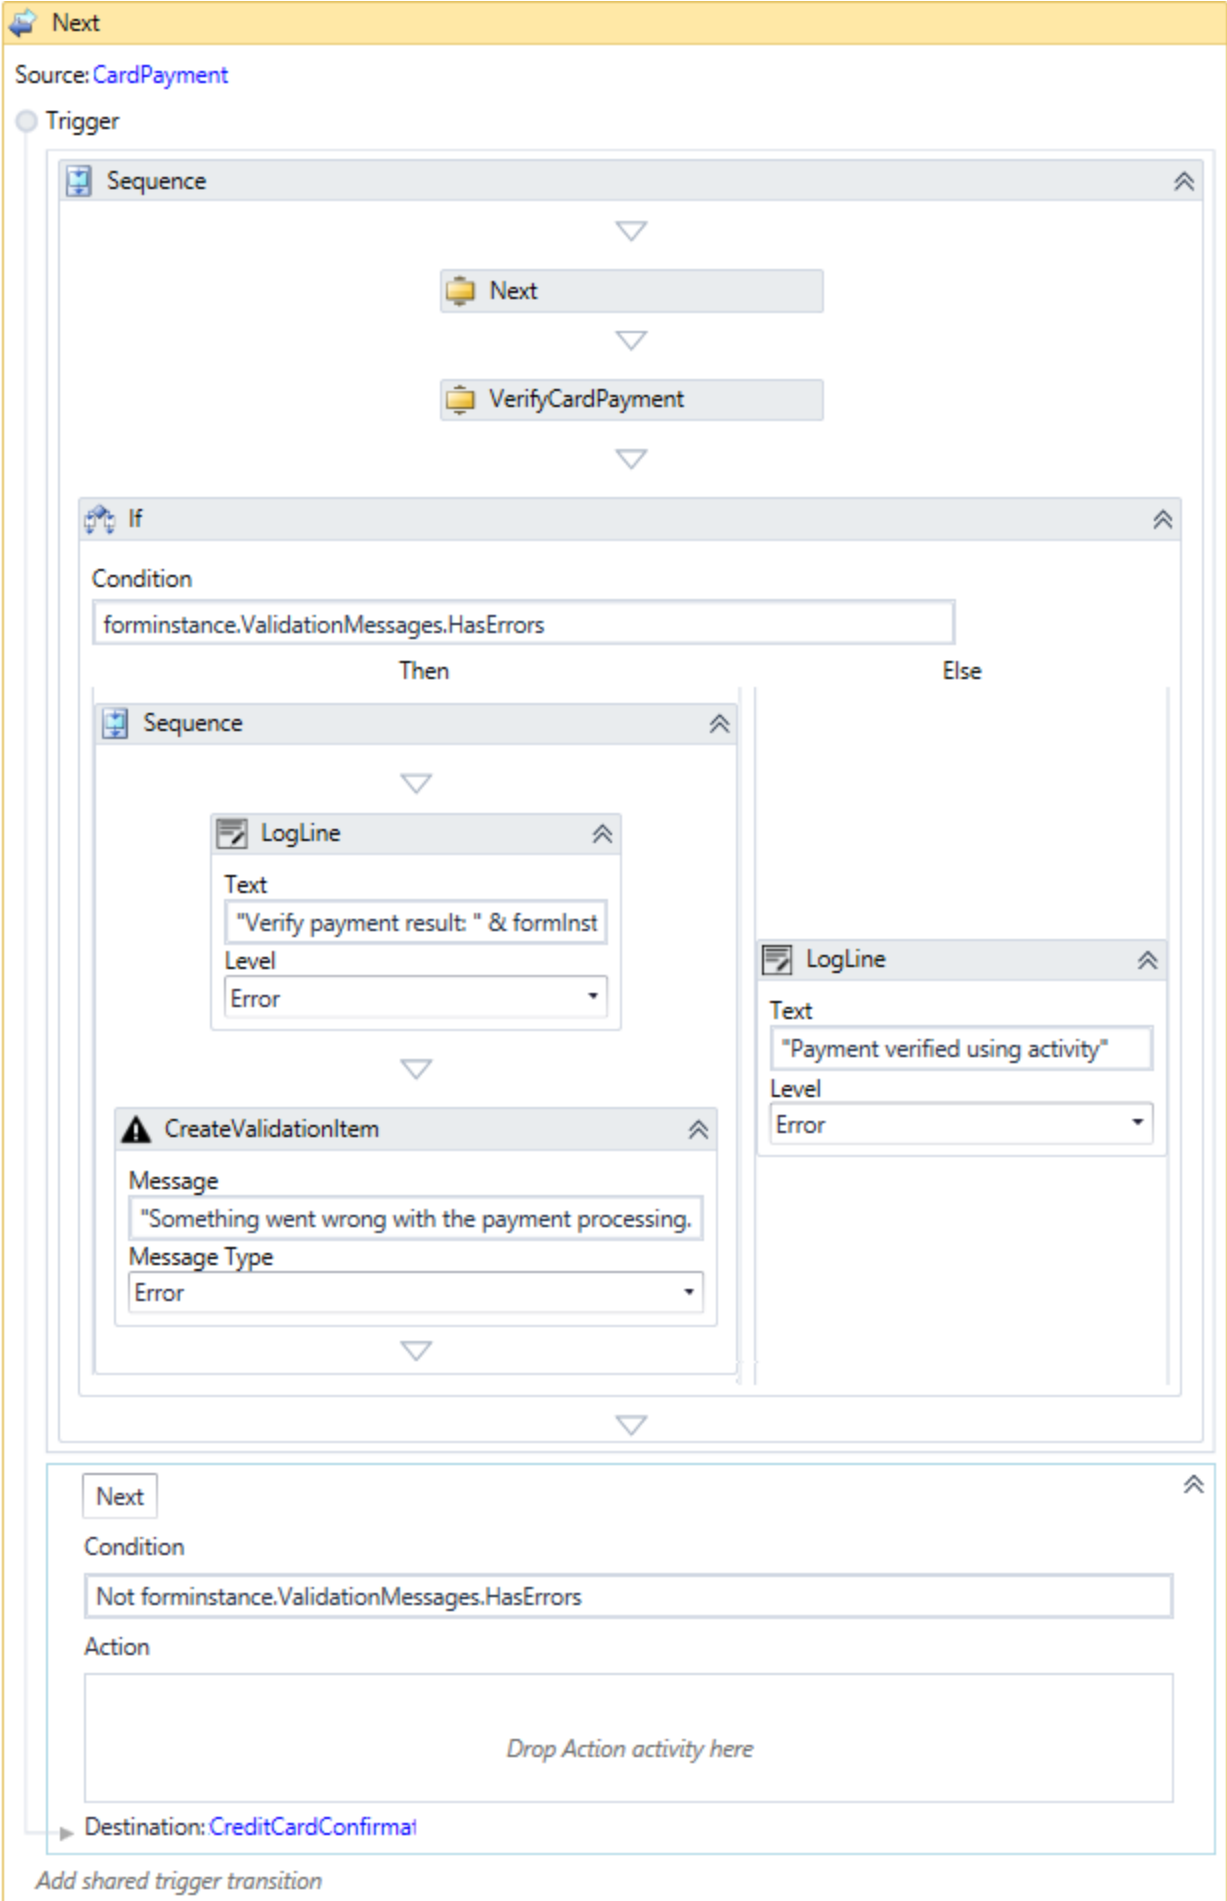 Next
Source: CardPayment
Trigger
Sequence
Next
VerifyCardPayment
If
Condition
forminstance.ValidationMessages.HasErrors
Then
Else
Sequence
LogLine
Text
"Verify payment result: " & formInst
Level
Error
LogLine
Text
"Payment verified using activity"
Level
Error
CreateValidationItem
Message
"Something went wrong with the payment processing.
Message Type
Error
Next
Condition
Not forminstance.ValidationMessages.HasErrors
Action
Drop Action activity here
Destination: CreditCardConfirmat
Add shared trigger transition